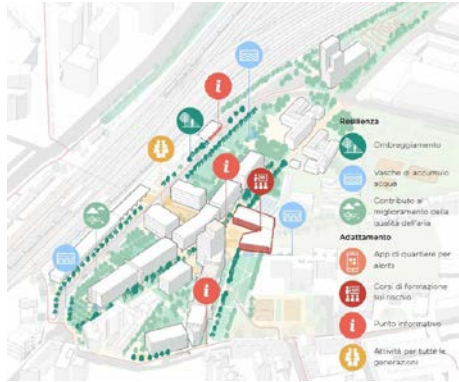 i
i
i
Resilienza
Ombreggiamento
Vasche di accumulo
acqua
Contributo al
miglioramento della
qualità dell'aria
Adattamento
App di quartiere per
alerts
Corsi di formazione
sul rischio
i
Punto informativo
Attività per tutte le
generazioni